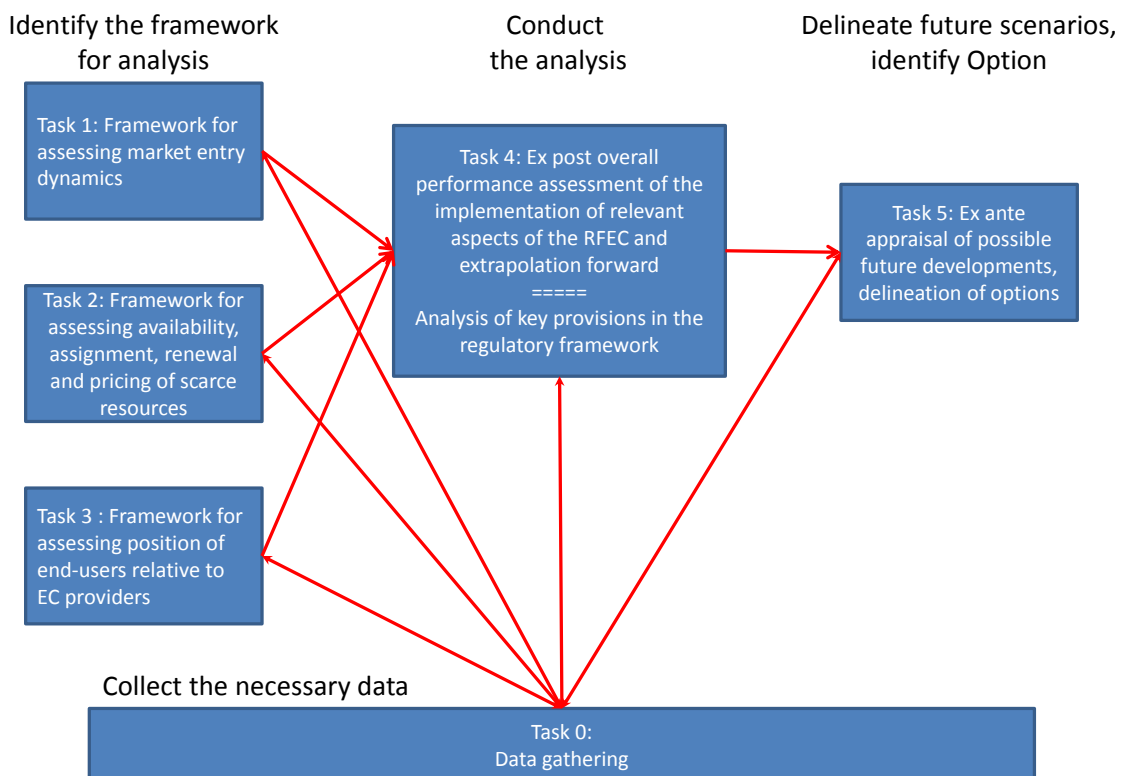 Identify the framework
for analysis
Conduct
the analysis
Delineate future scenarios,
identify Option
Task 1: Framework for
assessing market entry
dynamics
Task 2: Framework for
assessing availability,
assignment, renewal
and pricing of scarce
resources
Task 3 : Framework for
assessing position of
end-users relative to
EC providers
Task 4: Ex post overall
performance assessment of the
implementation of relevant
aspects of the RFEC and
extrapolation forward
=====
Analysis of key provisions in the
regulatory framework
Task 5: Ex ante
appraisal of possible
future developments,
delineation of options
Collect the necessary data
Task 0:
Data gathering